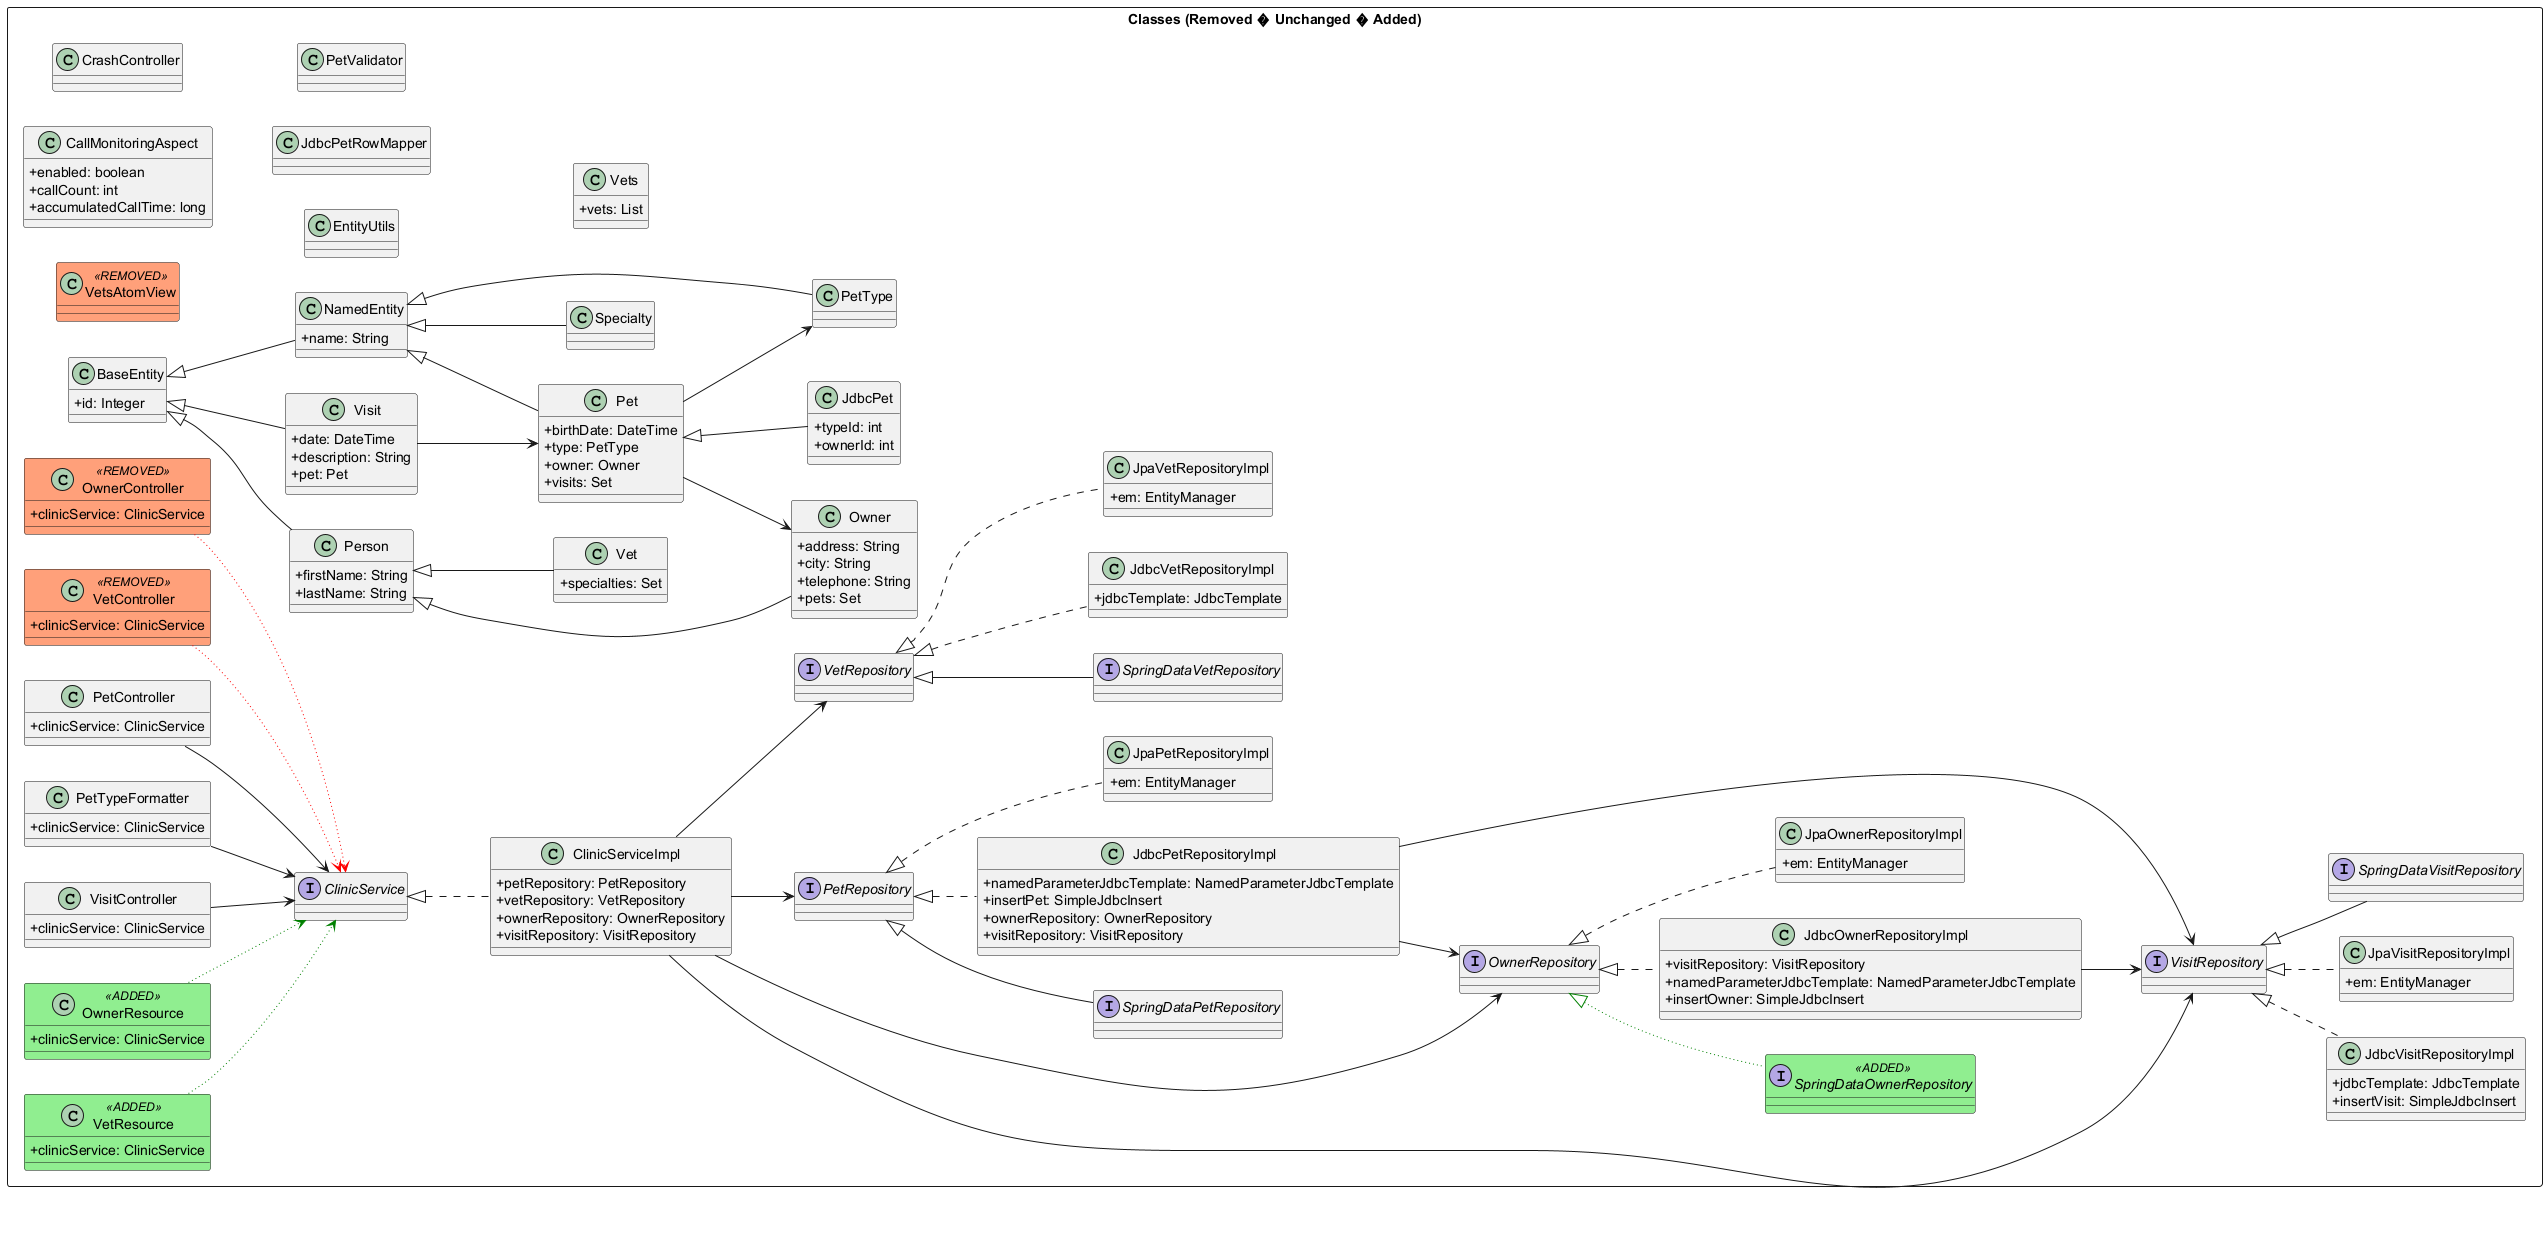 Classes (Removed � Unchanged � Added)
C CrashController
C PetValidator
C CallMonitoringAspect
+enabled: boolean
+callCount: int
+accumulatedCallTime: long
C JdbcPetRowMapper
C Vets
+vets: List
C EntityUtils
«REMOVED»
C VetsAtomView
C NamedEntity
+name: String
C Specialty
C PetType
C BaseEntity
+id: Integer
C Visit
+date: DateTime
+description: String
+pet: Pet
C Pet
+birthDate: DateTime
+type: PetType
+owner: Owner
+visits: Set
C JdbcPet
+typeId: int
+ownerId: int
«REMOVED»
C OwnerController
+clinicService: ClinicService
C Person
+firstName: String
+lastName: String
C Vet
+specialties: Set
C Owner
+address: String
+city: String
+telephone: String
+pets: Set
C JpaVetRepositoryImpl
+em: EntityManager
C JdbcVetRepositoryImpl
+jdbcTemplate: JdbcTemplate
«REMOVED»
C VetController
+clinicService: ClinicService
I VetRepository
I SpringDataVetRepository
C PetController
+clinicService: ClinicService
C JpaPetRepositoryImpl
+em: EntityManager
C PetTypeFormatter
+clinicService: ClinicService
I ClinicService
C ClinicServiceImpl
+petRepository: PetRepository
+vetRepository: VetRepository
+ownerRepository: OwnerRepository
+visitRepository: VisitRepository
I PetRepository
C JdbcPetRepositoryImpl
+namedParameterJdbcTemplate: NamedParameterJdbcTemplate
+insertPet: SimpleJdbcInsert
+ownerRepository: OwnerRepository
+visitRepository: VisitRepository
C JpaOwnerRepositoryImpl
+em: EntityManager
I SpringDataVisitRepository
C VisitController
+clinicService: ClinicService
I OwnerRepository
C JdbcOwnerRepositoryImpl
+visitRepository: VisitRepository
+namedParameterJdbcTemplate: NamedParameterJdbcTemplate
+insertOwner: SimpleJdbcInsert
I VisitRepository
C JpaVisitRepositoryImpl
+em: EntityManager
«ADDED»
C OwnerResource
+clinicService: ClinicService
I SpringDataPetRepository
«ADDED»
I SpringDataOwnerRepository
C JdbcVisitRepositoryImpl
+jdbcTemplate: JdbcTemplate
+insertVisit: SimpleJdbcInsert
«ADDED»
C VetResource
+clinicService: ClinicService